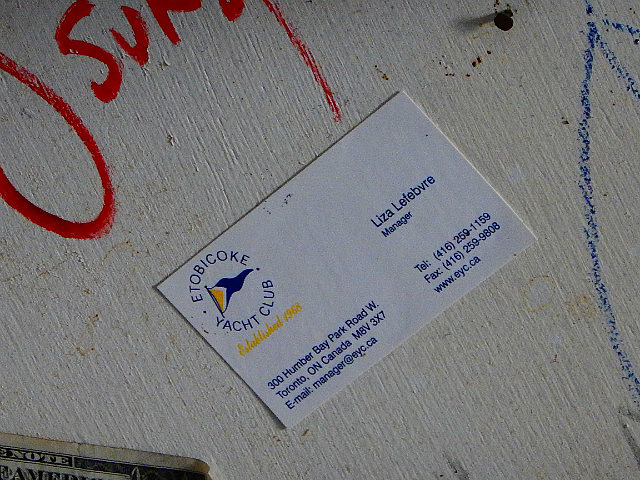 ETOBICOKE
YACHT CLUB
Established 1968
Liza Lefebvre
Manager
Tel: (416) 259-1159
Fax: (416) 259-9808
www.eyc.ca
300 Humber Bay Park Road W.
Toronto, ON Canada M8V 3X7
E-mail: manager@eyc.ca